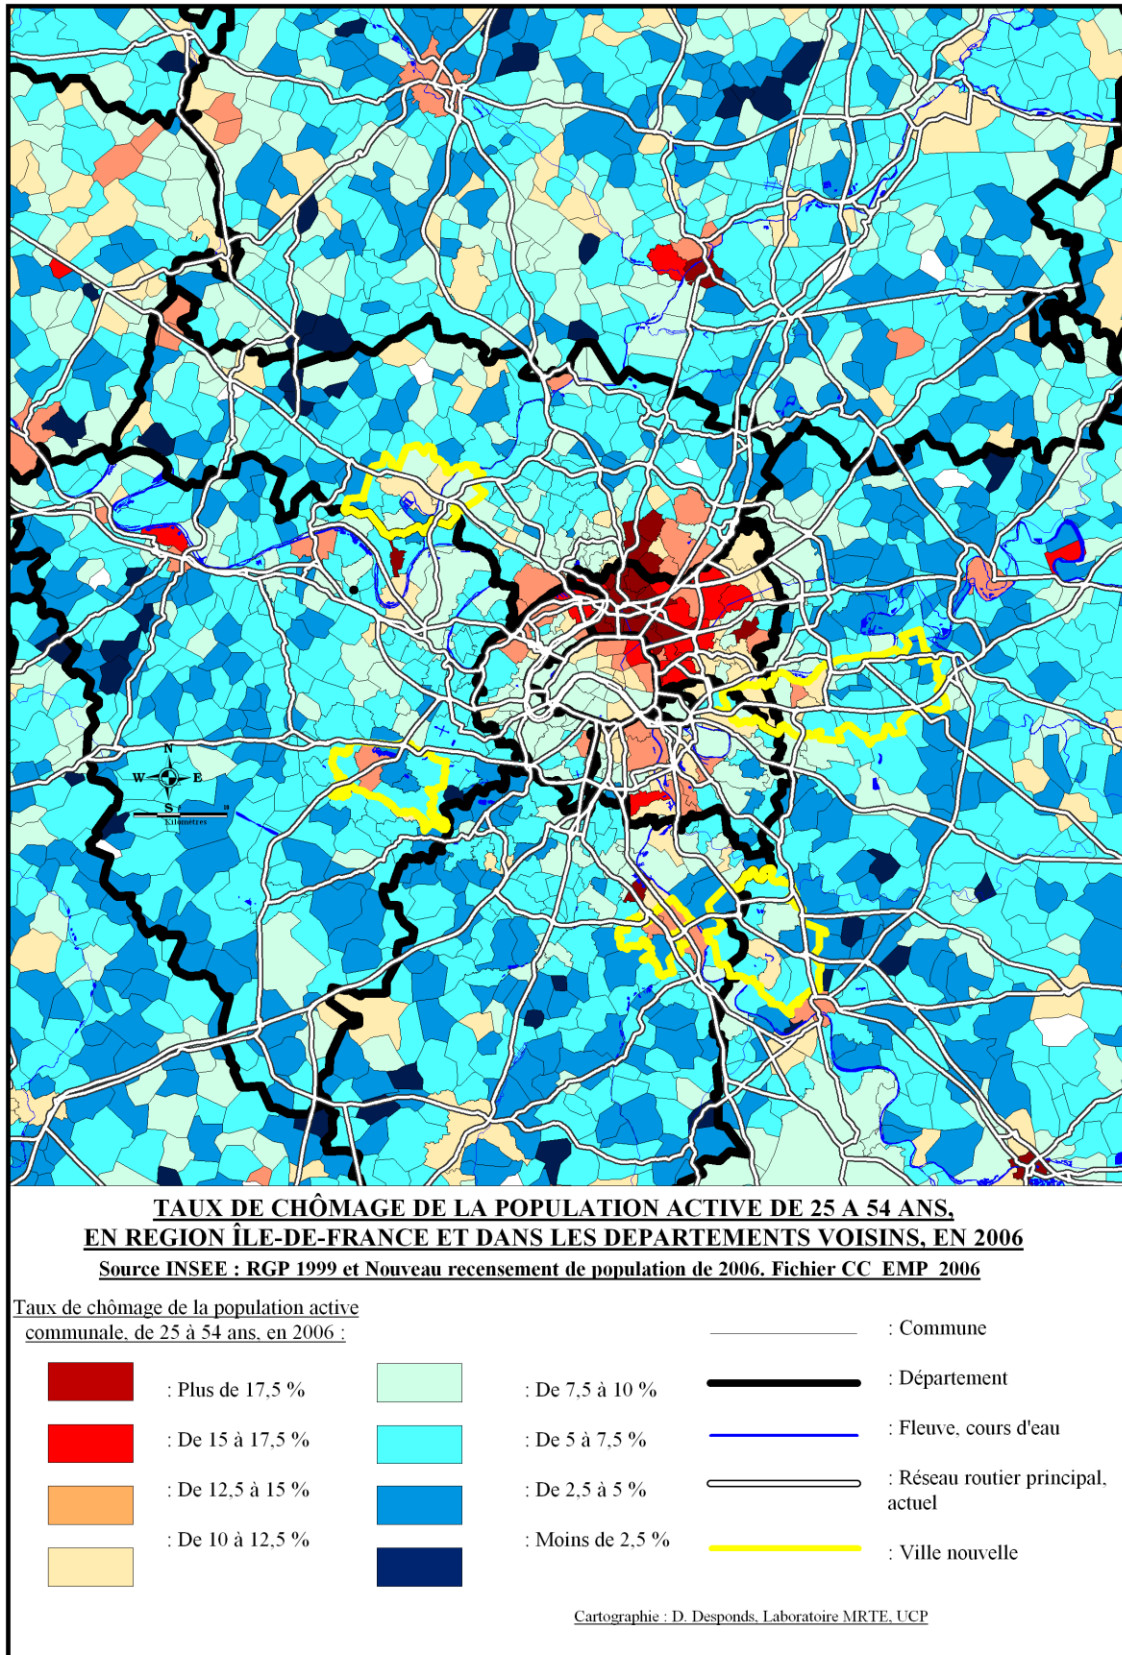 N
W E
S
10
Kilomètres
TAUX DE CHÔMAGE DE LA POPULATION ACTIVE DE 25 A 54 ANS,
EN REGION ÎLE-DE-FRANCE ET DANS LES DEPARTEMENTS VOISINS, EN 2006
Source INSEE : RGP 1999 et Nouveau recensement de population de 2006. Fichier CC_EMP_2006
Taux de chômage de la population active
communale, de 25 à 54 ans, en 2006 :
: Plus de 17,5 %
: De 15 à 17,5 %
: De 12,5 à 15 %
: De 10 à 12,5 %
: De 7,5 à 10 %
: De 5 à 7,5 %
: De 2,5 à 5 %
: Moins de 2,5 %
: Commune
: Département
: Fleuve, cours d'eau
: Réseau routier principal,
actuel
: Ville nouvelle
Cartographie : D. Desponds, Laboratoire MRTE, UCP